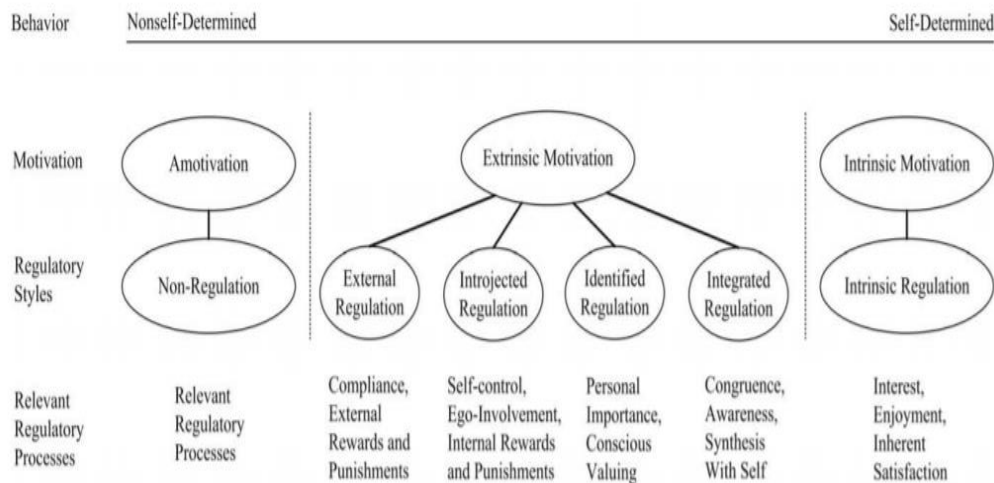 Behavior Nonself-Determined Self-Determined
Motivation Amotivation Extrinsic Motivation Intrinsic Motivation
Regulatory
Styles
Non-Regulation
External
Regulation
Introjected
Regulation
Identified
Regulation
Integrated
Regulation
Intrinsic Regulation
Relevant
Regulatory
Processes
Relevant
Regulatory
Processes
Compliance,
External
Rewards and
Punishments
Self-control,
Ego-Involvement,
Internal Rewards
and Punishments
Personal
Importance,
Conscious
Valuing
Congruence,
Awareness,
Synthesis
With Self
Interest,
Enjoyment,
Inherent
Satisfaction